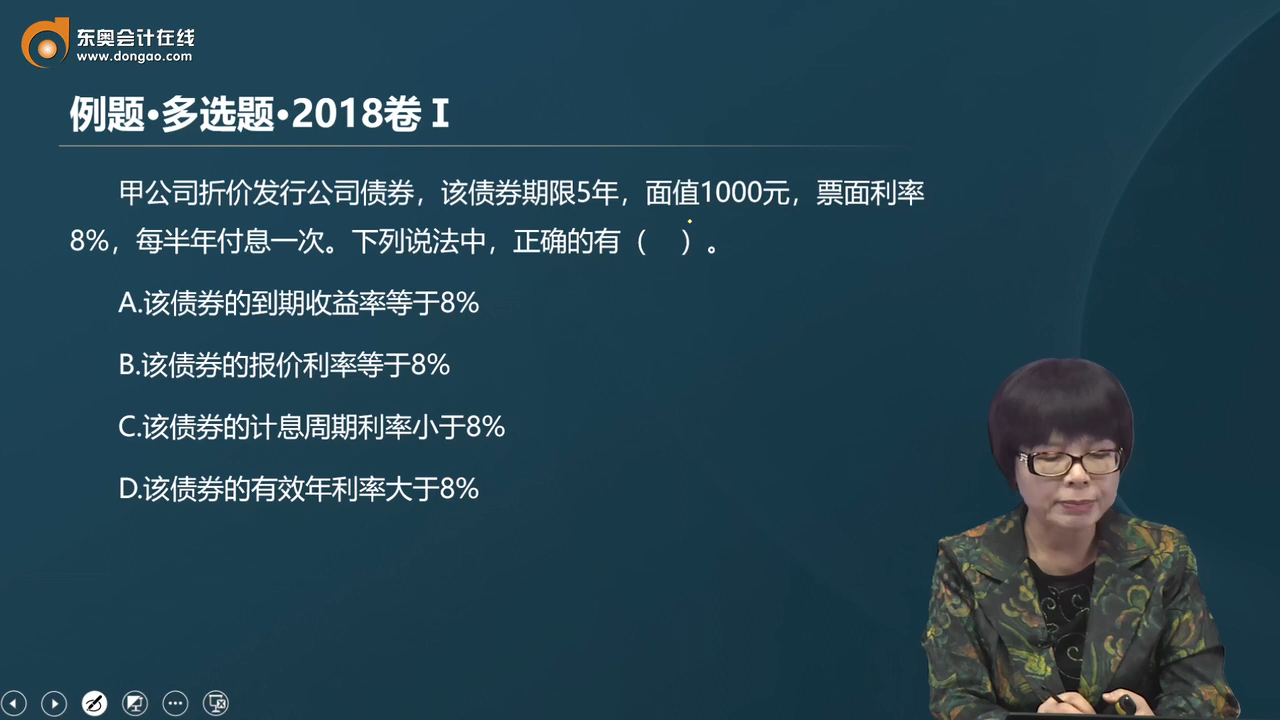 东奥会计在线
www.dongao.com
例题•多选题•2018卷Ⅰ
甲公司折价发行公司债券，该债券期限5年，面值1000元，票面利率
8%，每半年付息一次。下列说法中，正确的有（　）。
A.该债券的到期收益率等于8%
B.该债券的报价利率等于8%
C.该债券的计息周期利率小于8%
D.该债券的有效年利率大于8%